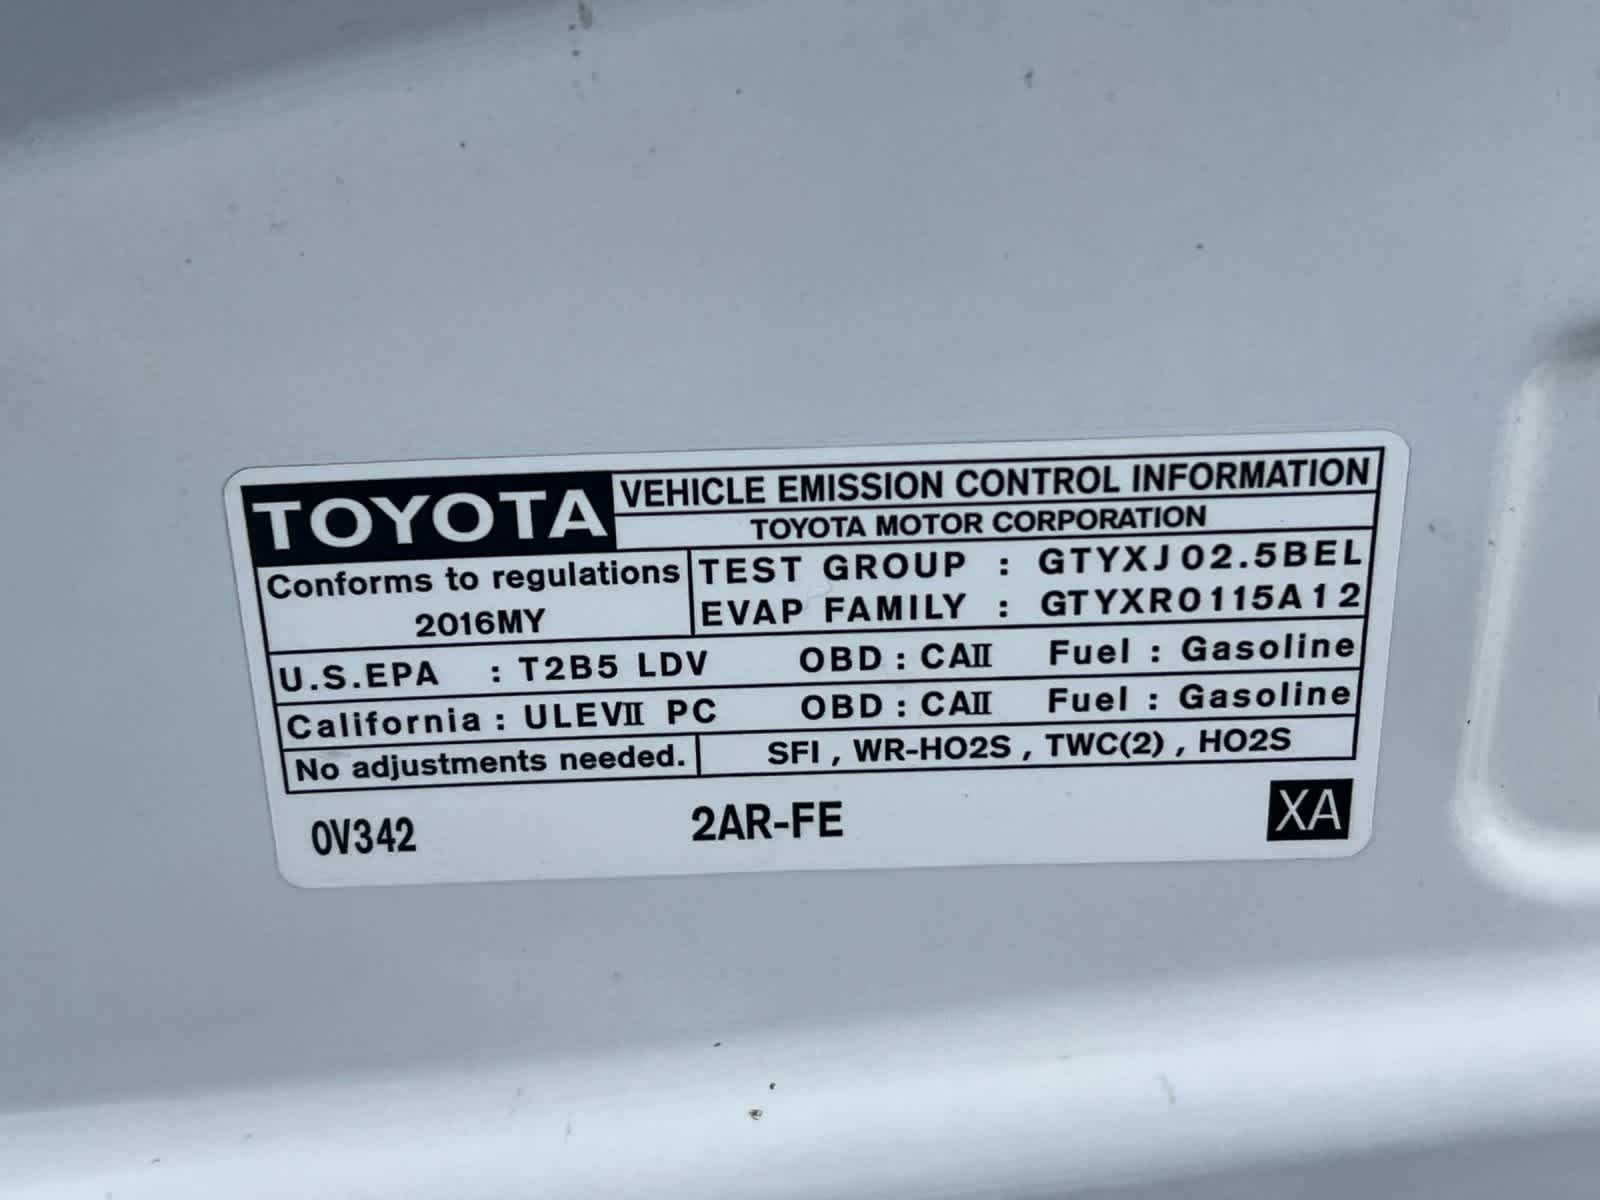 TOYOTA VEHICLE EMISSION CONTROL INFORMATION
TOYOTA MOTOR CORPORATION
Conforms to regulations
2016MY
TEST GROUP : GTYXJ02.5BEL
EVAP FAMILY : GTYXR0115A12
U.S.EPA : T2B5 LDV OBD : CAII Fuel : Gasoline
California : ULEVII PC OBD : CAII Fuel : Gasoline
No adjustments needed. SFI , WR-HO2S , TWC(2) , HO2S
0V342 2AR-FE XA